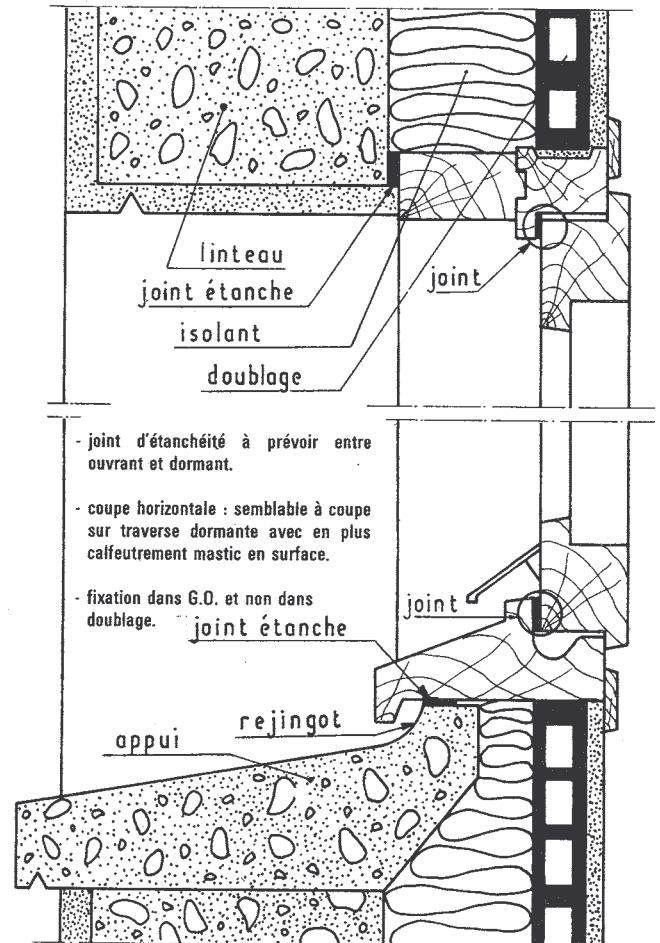 linteau
joint étanche
joint
isolant
doublage
- joint d'étanchéité à prévoir entre
ouvrant et dormant.
- coupe horizontale : semblable à coupe
sur traverse dormante avec en plus
calfeutrement mastic en surface.
- fixation dans G.O. et non dans
doublage.
joint
joint étanche
rejingot
appui